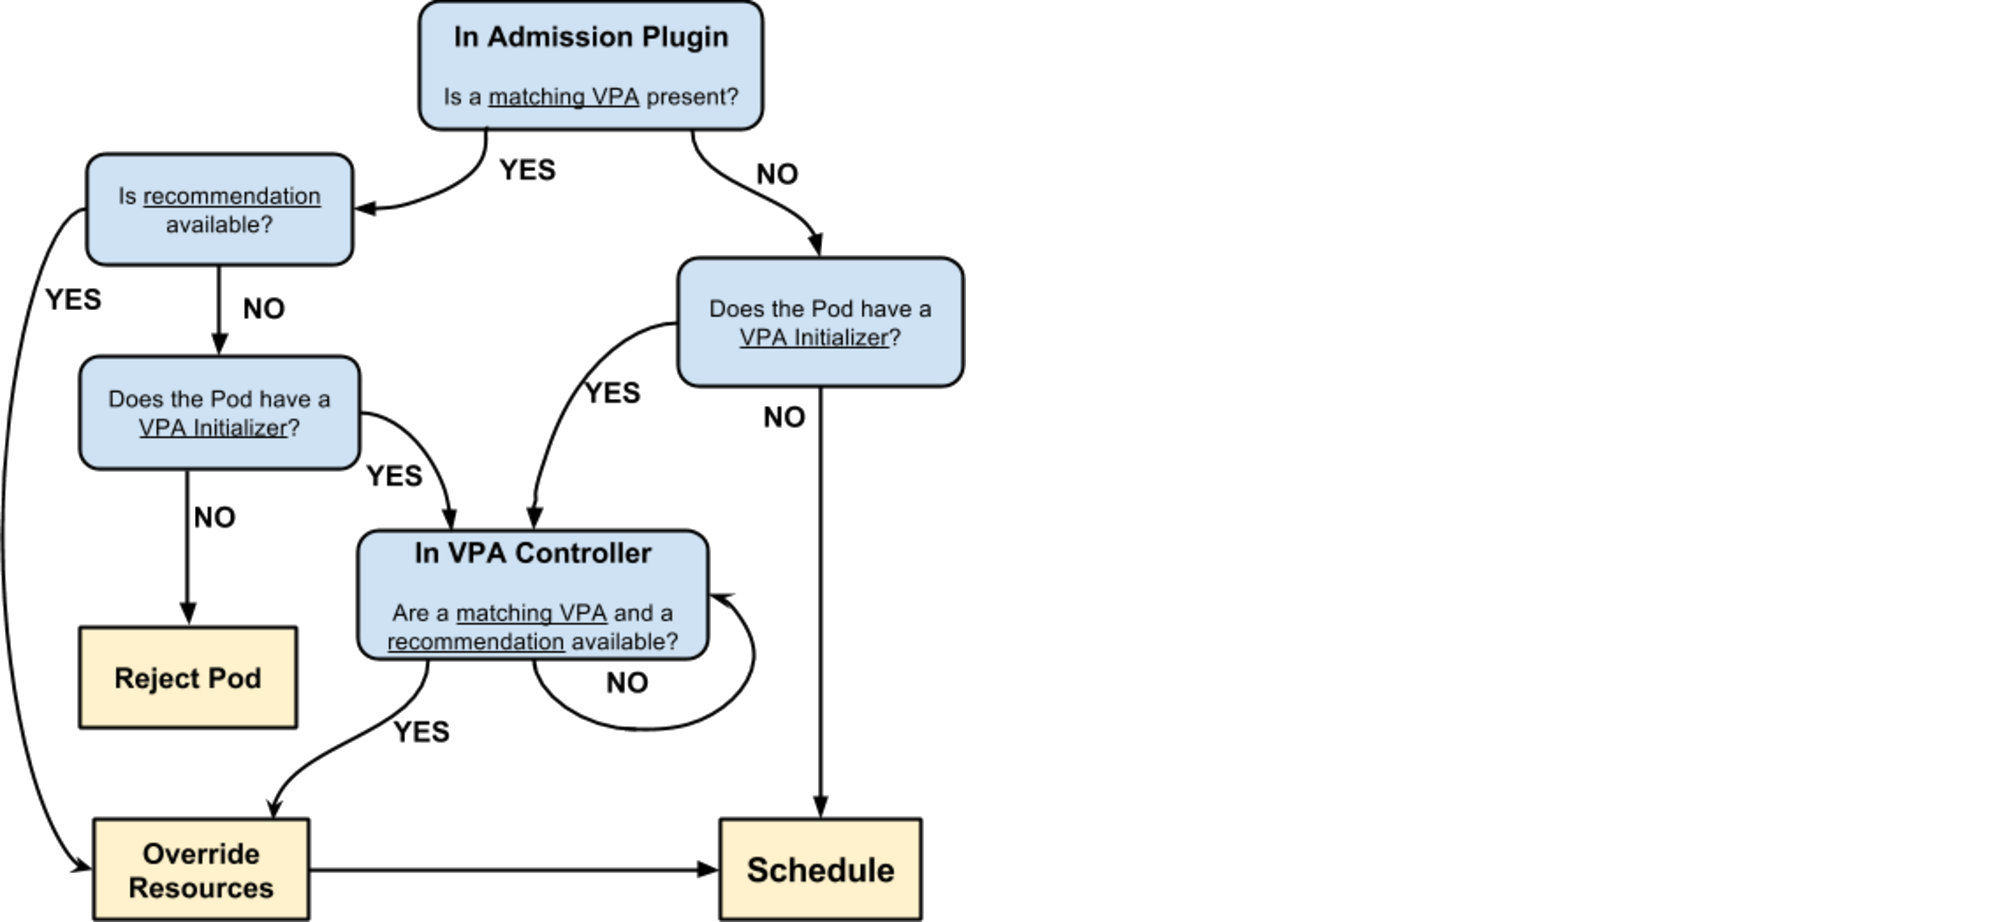 In Admission Plugin
Is a matching VPA present?
YES
NO
Is recommendation
available?
YES
NO
Does the Pod have a
VPA Initializer?
YES
NO
Does the Pod have a
VPA Initializer?
YES
NO
In VPA Controller
Are a matching VPA and a
recommendation available?
NO
YES
Reject Pod
Override
Resources
Schedule